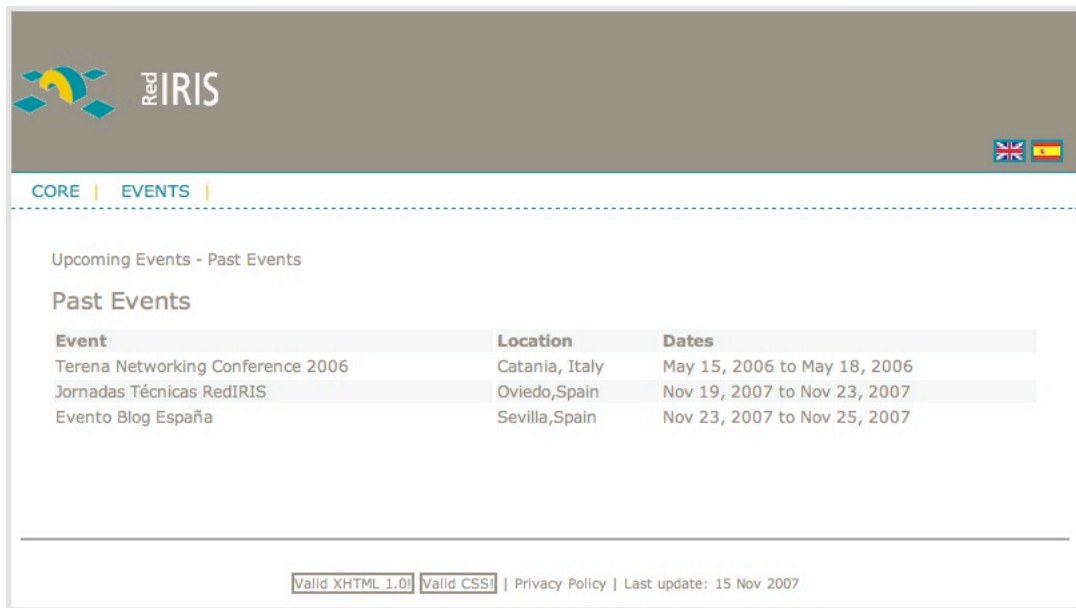 Red IRIS
CORE | EVENTS |
Upcoming Events - Past Events
Past Events
Event Location Dates
Terena Networking Conference 2006 Catania, Italy May 15, 2006 to May 18, 2006
Jornadas Técnicas RedIRIS Oviedo,Spain Nov 19, 2007 to Nov 23, 2007
Evento Blog España Sevilla,Spain Nov 23, 2007 to Nov 25, 2007
Valid XHTML 1.0! Valid CSS! | Privacy Policy | Last update: 15 Nov 2007